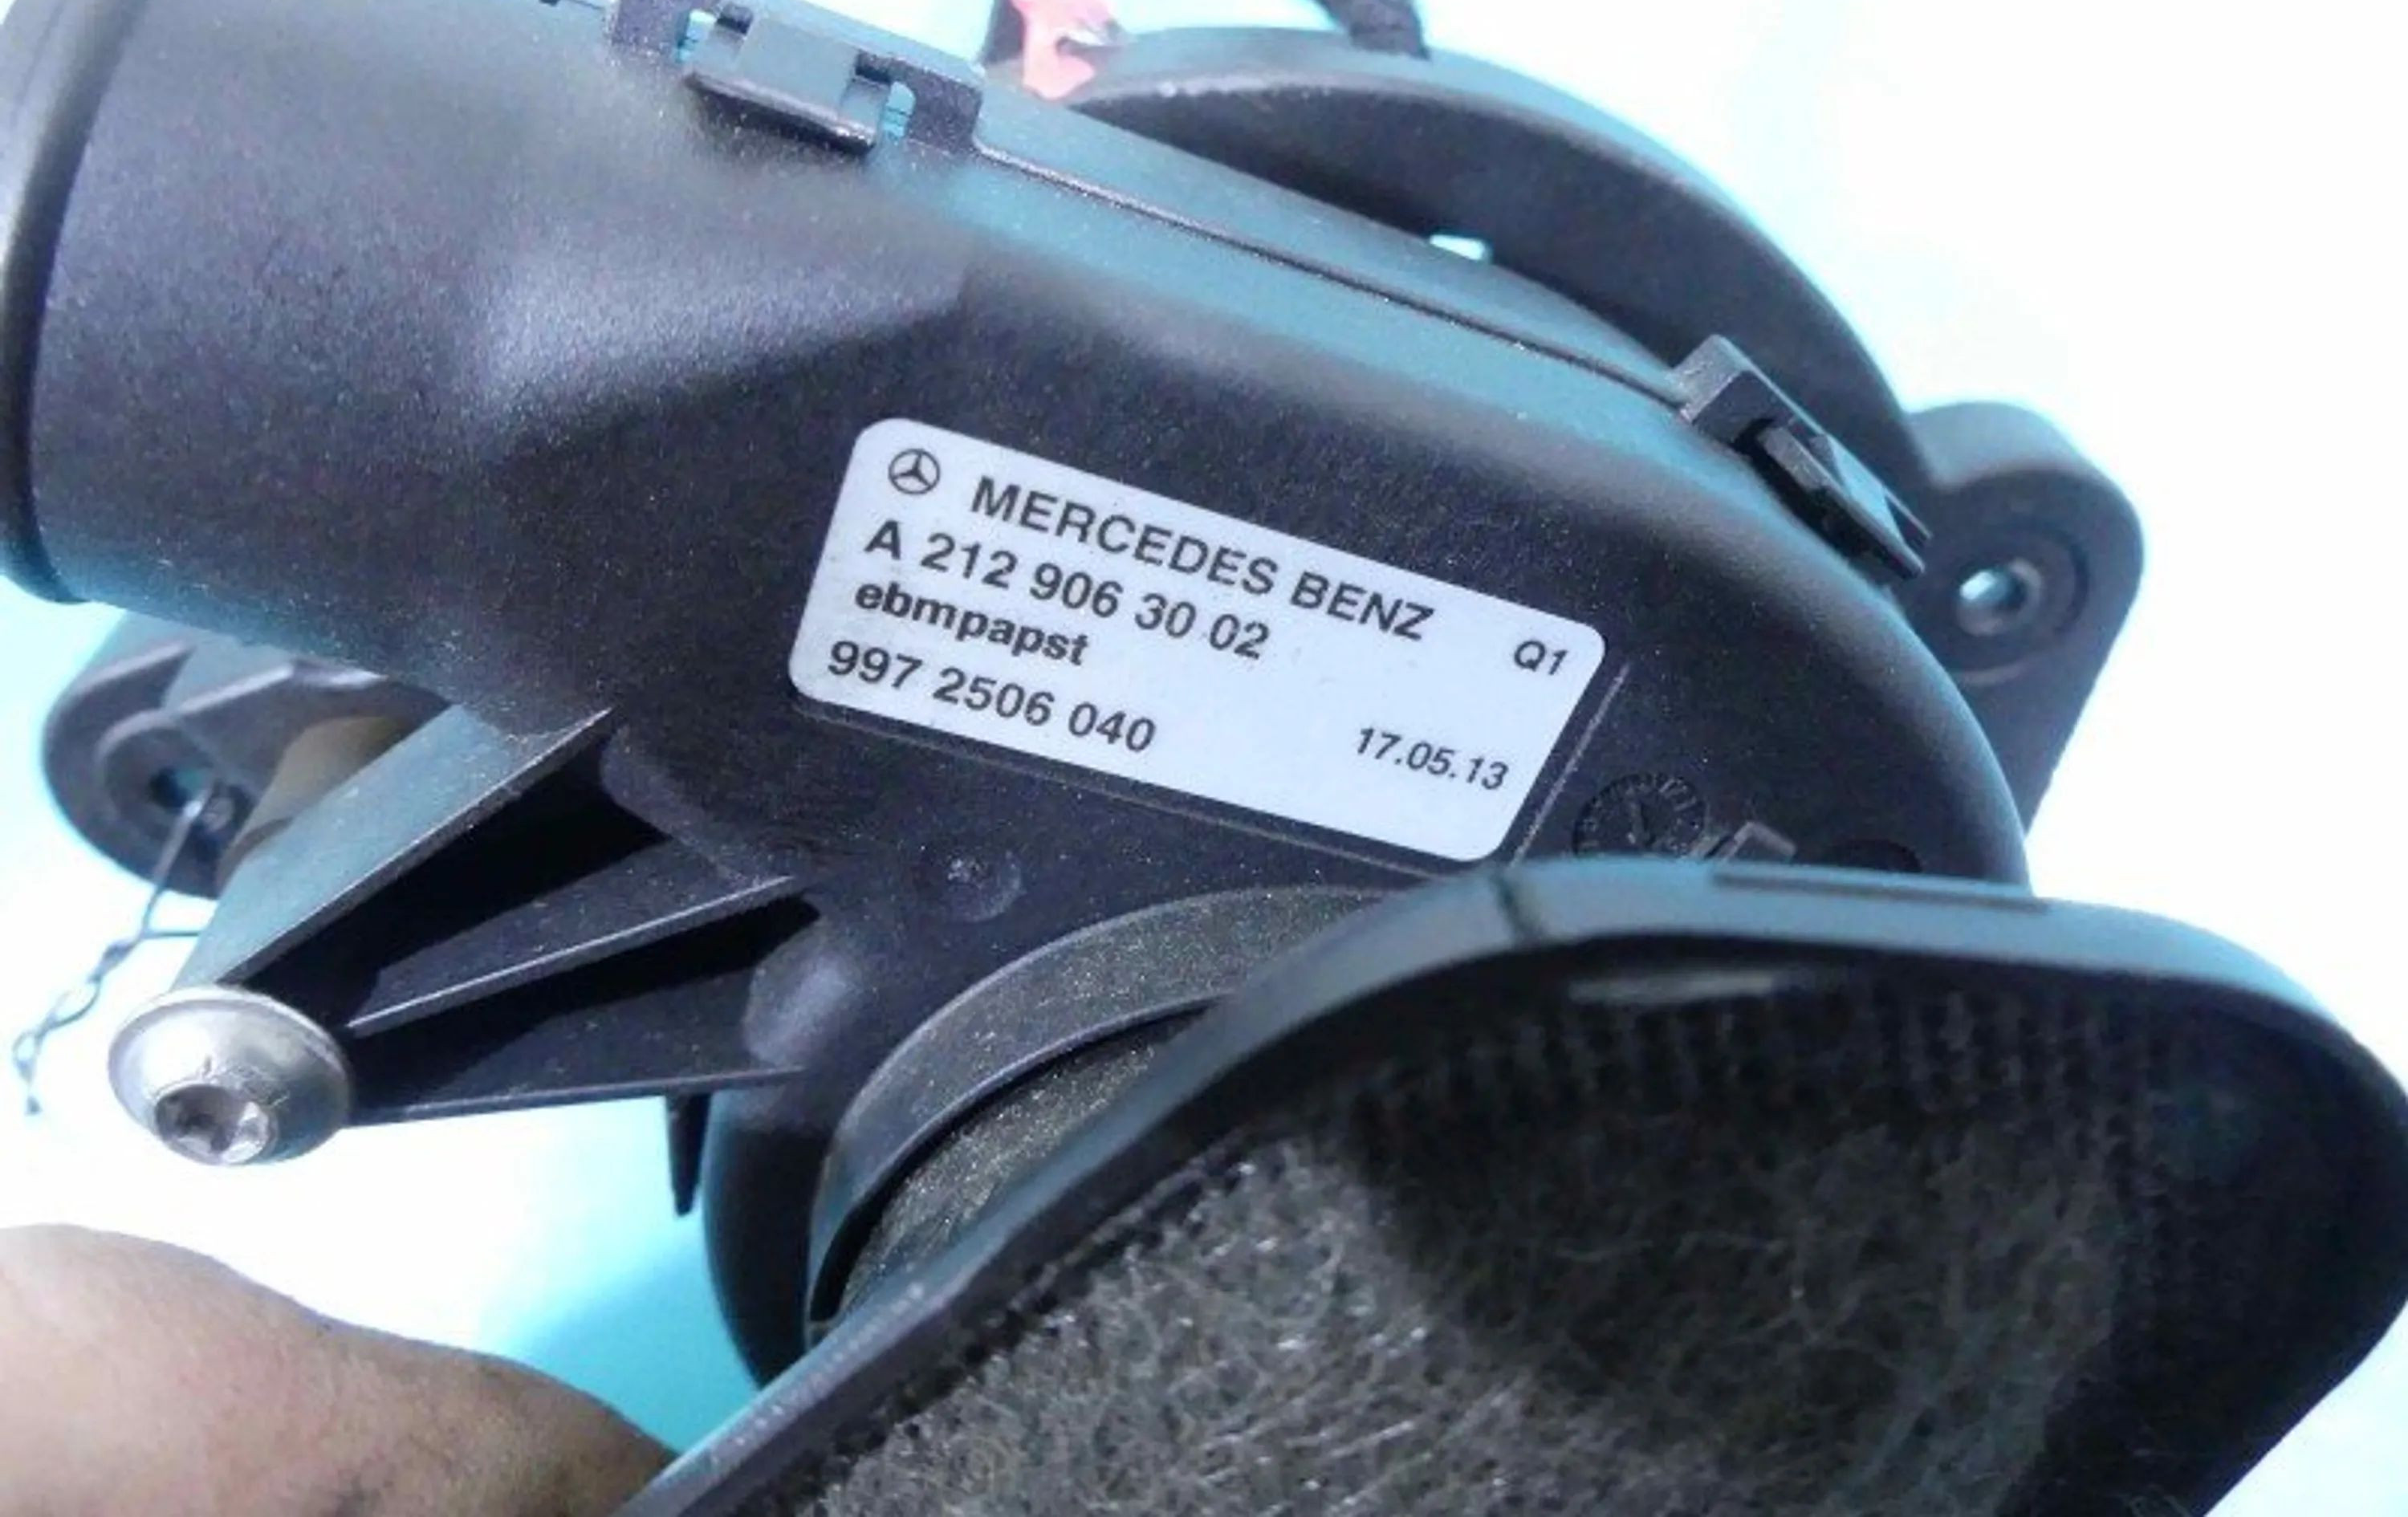 MERCEDES BENZ
A 212 906 30 02 Q1
ebmpapst
997 2506 040 17.05.13